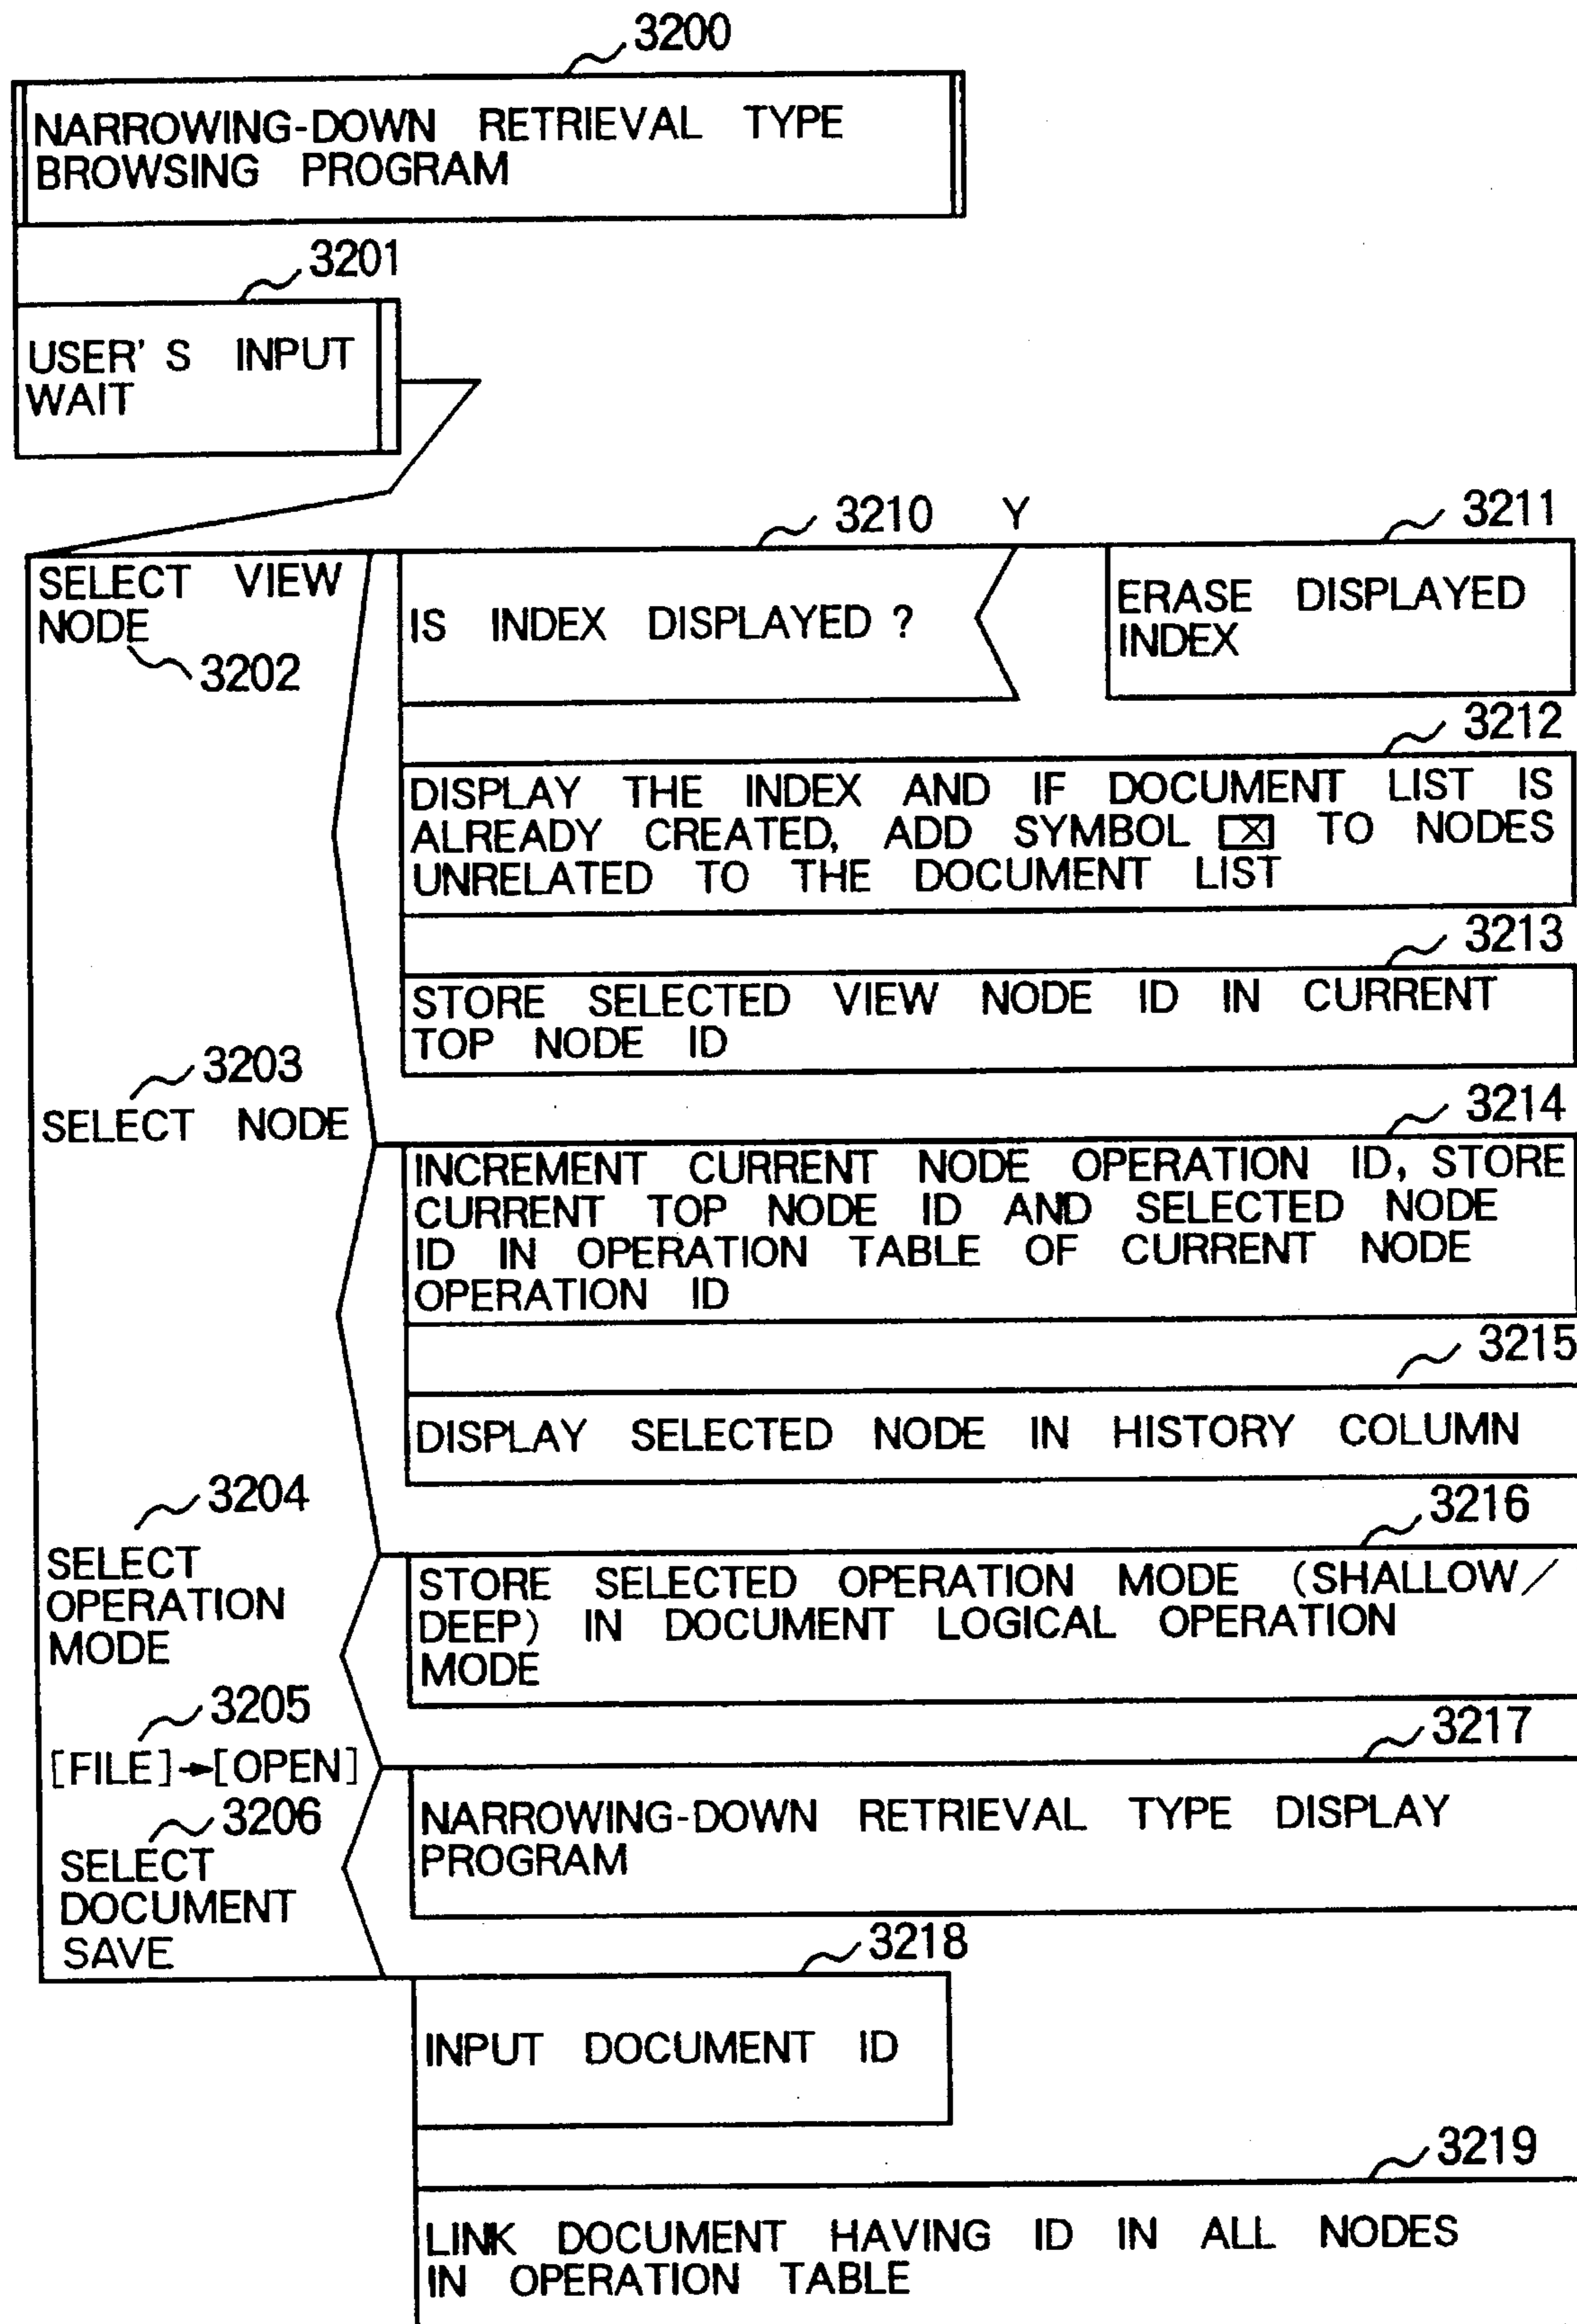 3200
NARROWING-DOWN RETRIEVAL TYPE
BROWSING PROGRAM
3201
USER'S INPUT
WAIT
SELECT VIEW
NODE
3202
3210
Y
IS INDEX DISPLAYED ?
3211
ERASE DISPLAYED
INDEX
3212
DISPLAY THE INDEX AND IF DOCUMENT LIST IS
ALREADY CREATED, ADD SYMBOL ☒ TO NODES
UNRELATED TO THE DOCUMENT LIST
3213
STORE SELECTED VIEW NODE ID IN CURRENT
TOP NODE ID
3203
SELECT NODE
3214
INCREMENT CURRENT NODE OPERATION ID, STORE
CURRENT TOP NODE ID AND SELECTED NODE
ID IN OPERATION TABLE OF CURRENT NODE
OPERATION ID
3215
DISPLAY SELECTED NODE IN HISTORY COLUMN
3204
SELECT
OPERATION
MODE
3216
STORE SELECTED OPERATION MODE (SHALLOW/
DEEP) IN DOCUMENT LOGICAL OPERATION
MODE
3205
[FILE]→[OPEN]
3217
NARROWING-DOWN RETRIEVAL TYPE DISPLAY
PROGRAM
3206
SELECT
DOCUMENT
SAVE
3218
INPUT DOCUMENT ID
3219
LINK DOCUMENT HAVING ID IN ALL NODES
IN OPERATION TABLE